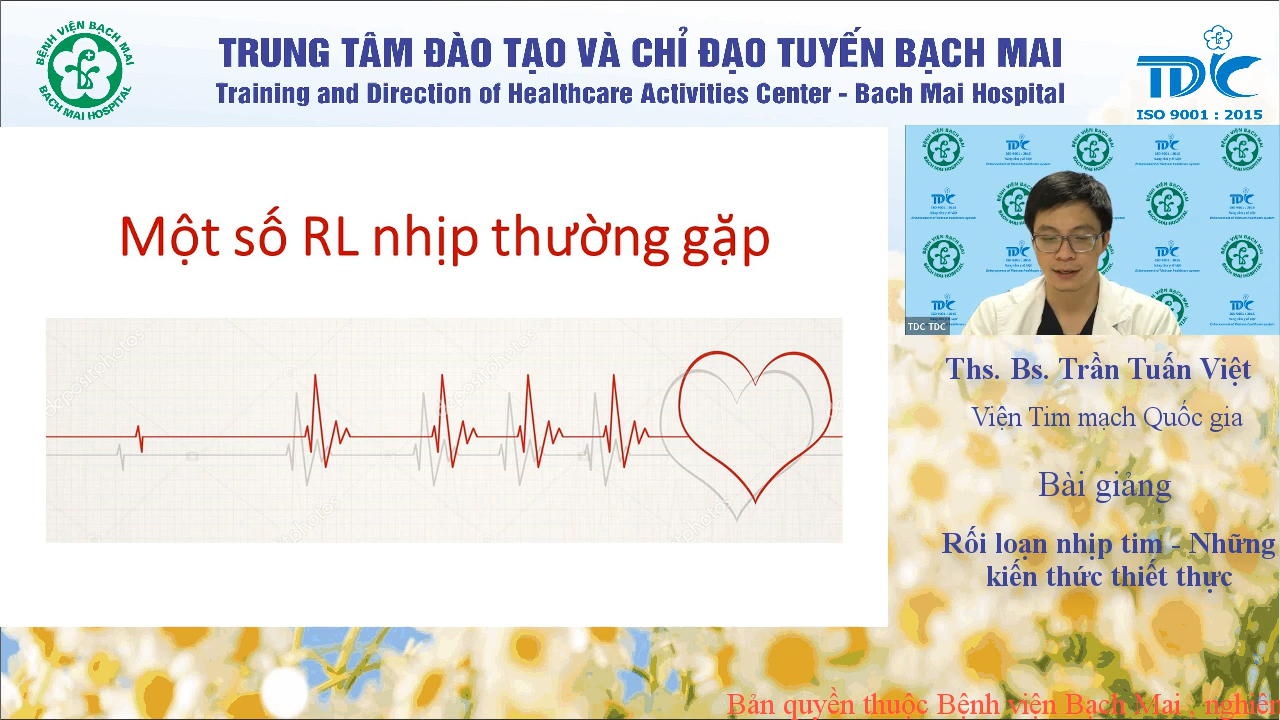 BỆNH VIỆN BẠCH MAI
BACH MAI HOSPITAL
TRUNG TÂM ĐÀO TẠO VÀ CHỈ ĐẠO TUYẾN BẠCH MAI
Training and Direction of Healthcare Activities Center - Bach Mai Hospital
TDC
ISO 9001 : 2015
Một số RL nhịp thường gặp
depositphotos
TDC TDC
Ths. Bs. Trần Tuấn Việt
Viện Tim mạch Quốc gia
Bài giảng
Rối loạn nhịp tim - Những
kiến thức thiết thực
Bản quyền thuộc Bệnh viện Bạch Mai , nghiêm